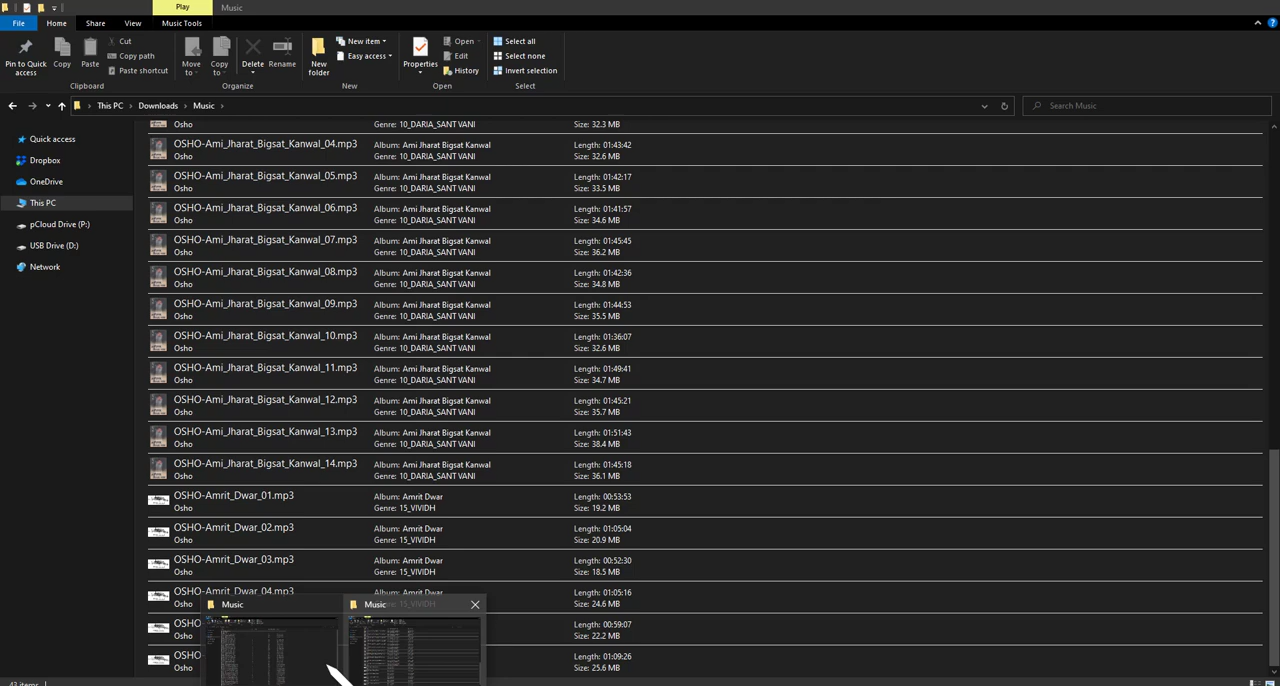 Play
Music
File
Home
Share
View
Music Tools
Pin to Quick access
Copy
Paste
Cut
Copy path
Paste shortcut
Clipboard
Move to
Copy to
Delete
Rename
Organize
New folder
New item
Easy access
New
Properties
Open
Edit
History
Open
Select all
Select none
Invert selection
Select
This PC > Downloads > Music >
Search Music
Quick access
Dropbox
OneDrive
This PC
pCloud Drive (P:)
USB Drive (D:)
Network
Osho Genre: 10_DARIA_SANT VANI Size: 32.3 MB
OSHO-Ami_Jharat_Bigsat_Kanwal_04.mp3 Album: Ami Jharat Bigsat Kanwal Length: 01:43:42
Osho Genre: 10_DARIA_SANT VANI Size: 32.6 MB
OSHO-Ami_Jharat_Bigsat_Kanwal_05.mp3 Album: Ami Jharat Bigsat Kanwal Length: 01:42:17
Osho Genre: 10_DARIA_SANT VANI Size: 33.5 MB
OSHO-Ami_Jharat_Bigsat_Kanwal_06.mp3 Album: Ami Jharat Bigsat Kanwal Length: 01:41:57
Osho Genre: 10_DARIA_SANT VANI Size: 34.6 MB
OSHO-Ami_Jharat_Bigsat_Kanwal_07.mp3 Album: Ami Jharat Bigsat Kanwal Length: 01:45:45
Osho Genre: 10_DARIA_SANT VANI Size: 36.2 MB
OSHO-Ami_Jharat_Bigsat_Kanwal_08.mp3 Album: Ami Jharat Bigsat Kanwal Length: 01:42:36
Osho Genre: 10_DARIA_SANT VANI Size: 34.8 MB
OSHO-Ami_Jharat_Bigsat_Kanwal_09.mp3 Album: Ami Jharat Bigsat Kanwal Length: 01:44:53
Osho Genre: 10_DARIA_SANT VANI Size: 35.5 MB
OSHO-Ami_Jharat_Bigsat_Kanwal_10.mp3 Album: Ami Jharat Bigsat Kanwal Length: 01:36:07
Osho Genre: 10_DARIA_SANT VANI Size: 32.6 MB
OSHO-Ami_Jharat_Bigsat_Kanwal_11.mp3 Album: Ami Jharat Bigsat Kanwal Length: 01:49:41
Osho Genre: 10_DARIA_SANT VANI Size: 34.7 MB
OSHO-Ami_Jharat_Bigsat_Kanwal_12.mp3 Album: Ami Jharat Bigsat Kanwal Length: 01:45:21
Osho Genre: 10_DARIA_SANT VANI Size: 35.7 MB
OSHO-Ami_Jharat_Bigsat_Kanwal_13.mp3 Album: Ami Jharat Bigsat Kanwal Length: 01:51:43
Osho Genre: 10_DARIA_SANT VANI Size: 38.4 MB
OSHO-Ami_Jharat_Bigsat_Kanwal_14.mp3 Album: Ami Jharat Bigsat Kanwal Length: 01:45:18
Osho Genre: 10_DARIA_SANT VANI Size: 36.1 MB
OSHO-Amrit_Dwar_01.mp3 Album: Amrit Dwar Length: 00:53:53
Osho Genre: 15_VIVIDH Size: 19.2 MB
OSHO-Amrit_Dwar_02.mp3 Album: Amrit Dwar Length: 01:05:04
Osho Genre: 15_VIVIDH Size: 20.9 MB
OSHO-Amrit_Dwar_03.mp3 Album: Amrit Dwar Length: 00:52:30
Osho Genre: 15_VIVIDH Size: 18.5 MB
OSHO-Amrit_Dwar_04.mp3 Album: Amrit Dwar Length: 01:05:16
Osho Genre: 15_VIVIDH Size: 24.6 MB
Music
Music
OSHO Length: 00:59:07
Osho Size: 22.2 MB
OSHO Length: 01:09:26
Osho Size: 25.6 MB
43 items